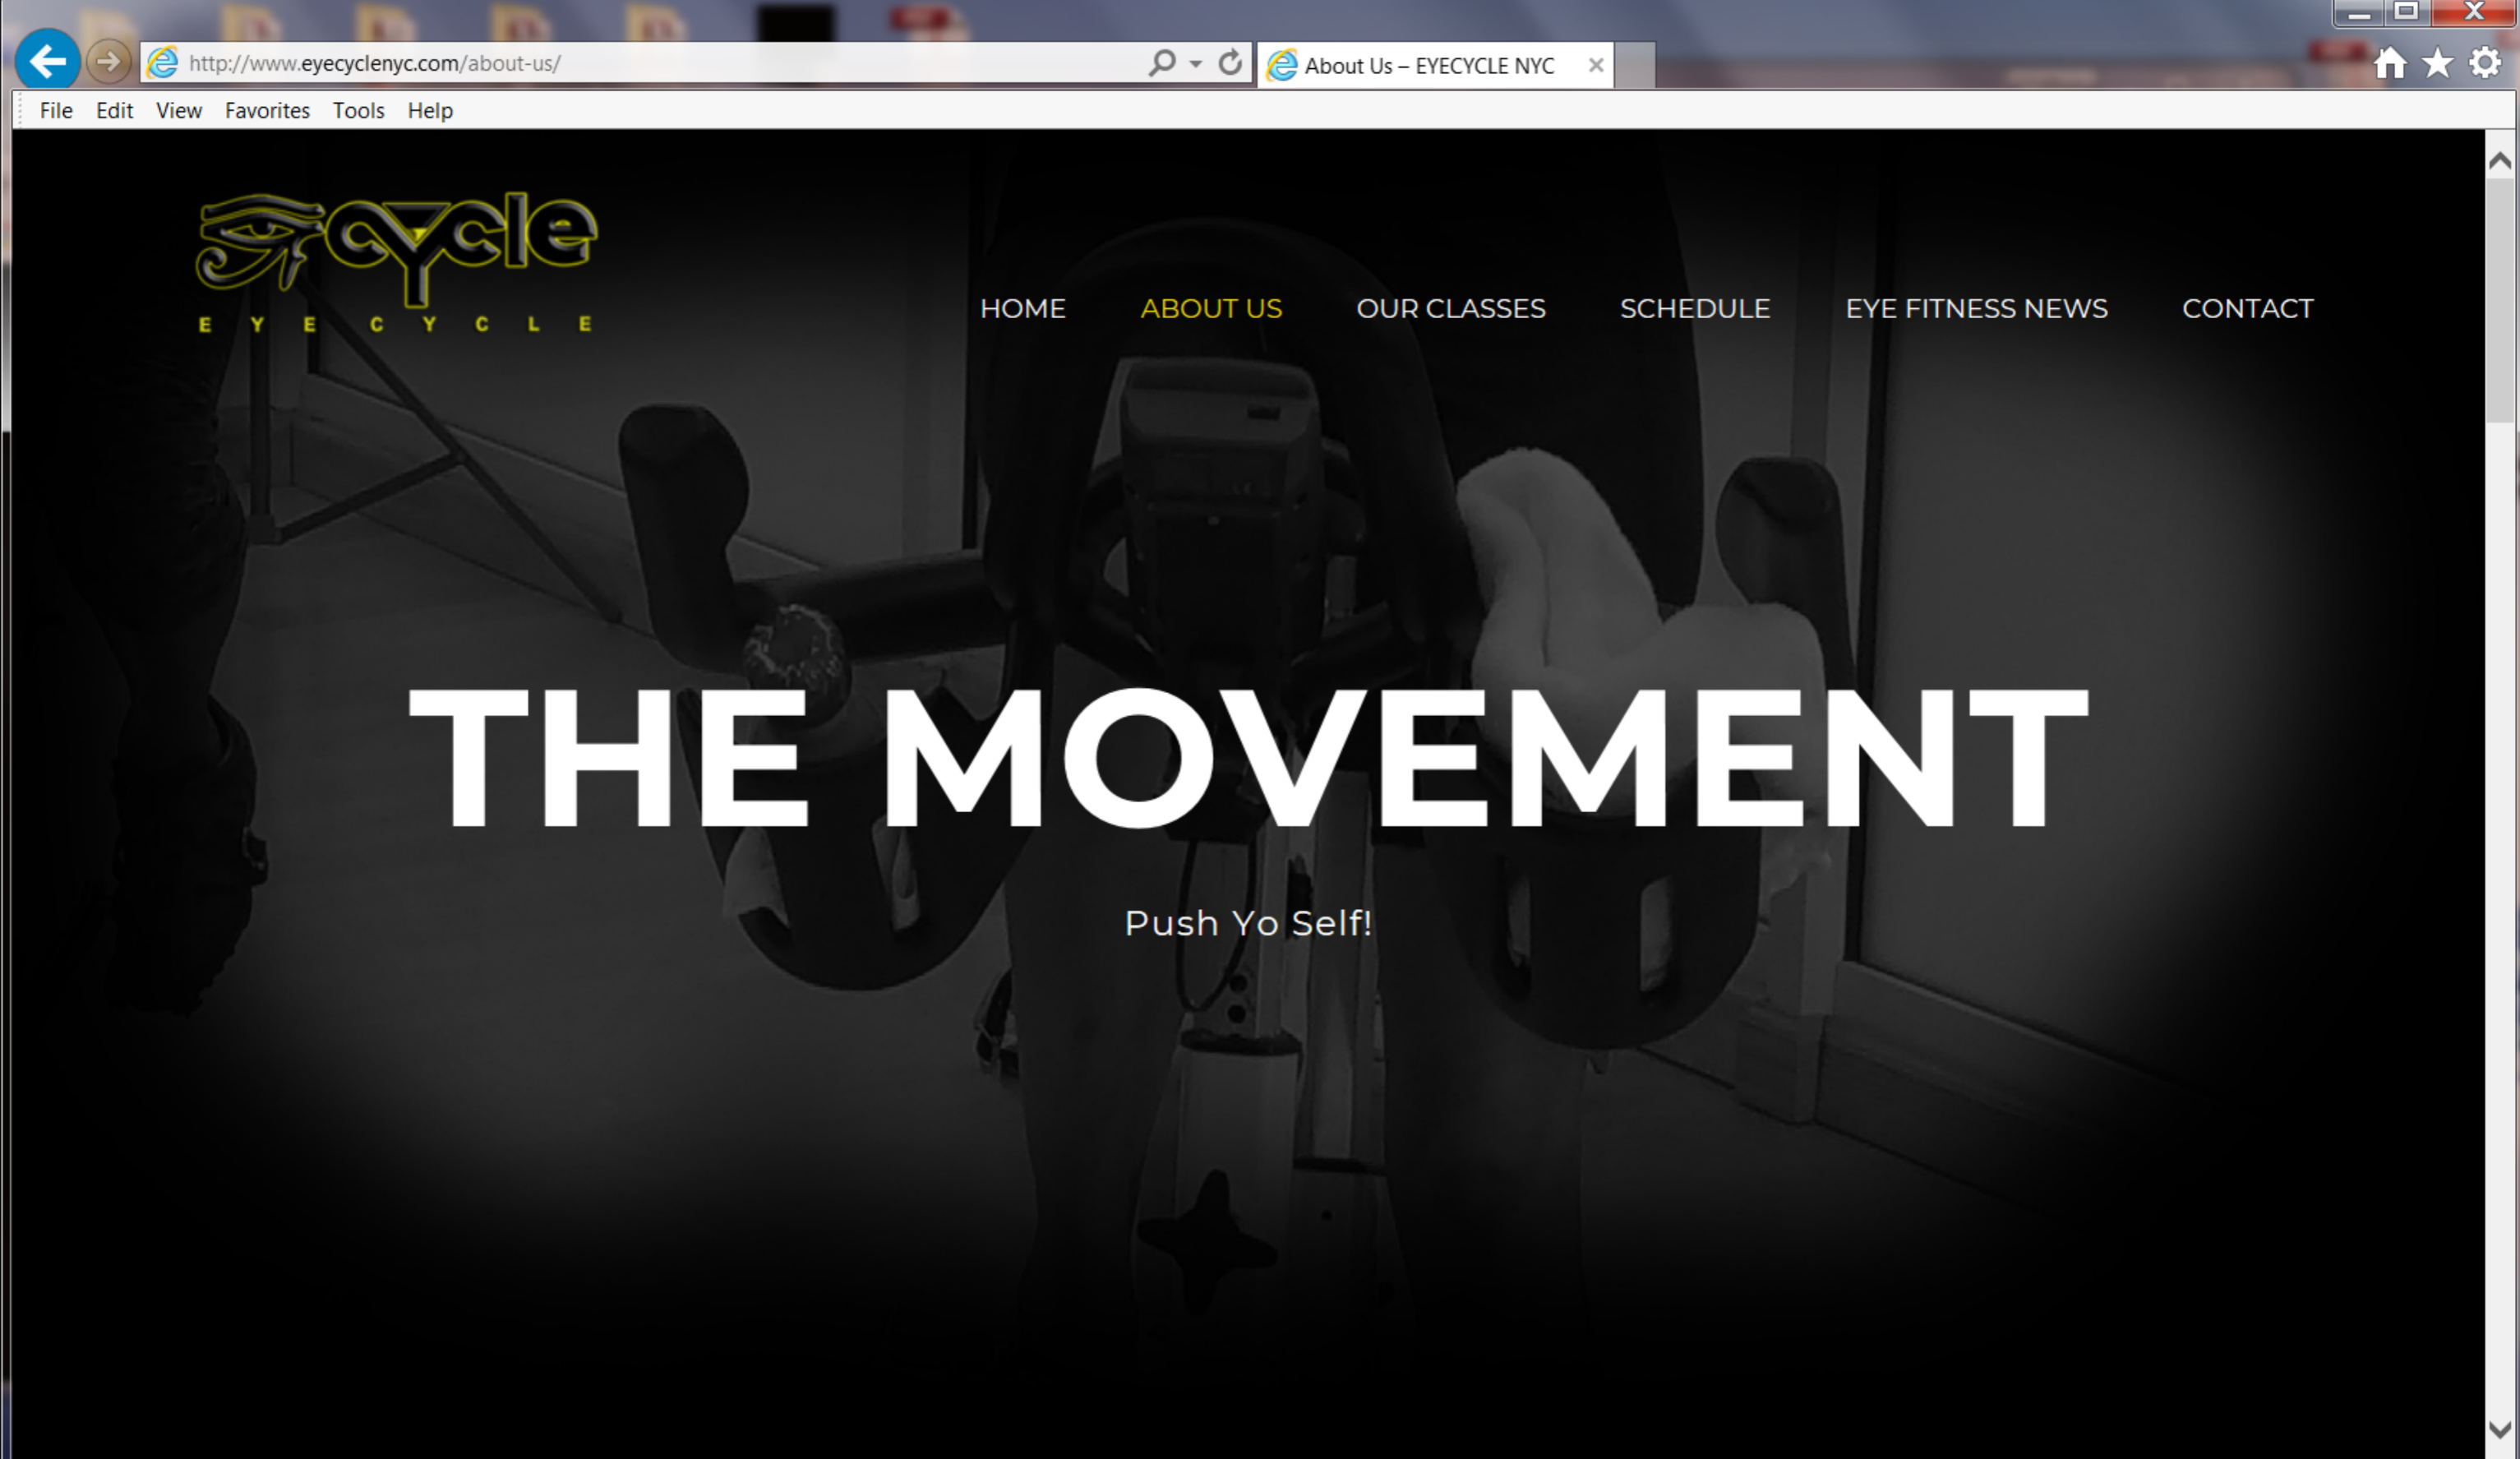 http://www.eyecyclenyc.com/about-us/
About Us – EYECYCLE NYC
File Edit View Favorites Tools Help
cycle
EYECYCLE
HOME ABOUT US OUR CLASSES SCHEDULE EYE FITNESS NEWS CONTACT
THE MOVEMENT
Push Yo Self!